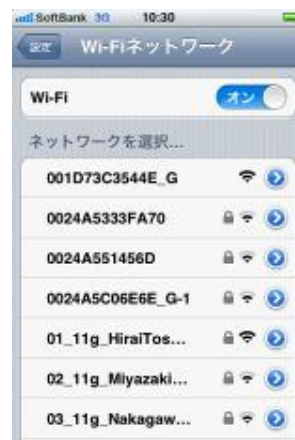 SoftBank 3G 10:30
設定 Wi-Fiネットワーク
Wi-Fi オン
ネットワークを選択...
001D73C3544E_G
0024A5333FA70
0024A551456D
0024A5C06E6E_G-1
01_11g_HiraiTos...
02_11g_Miyazaki...
03_11g_Nakagaw...